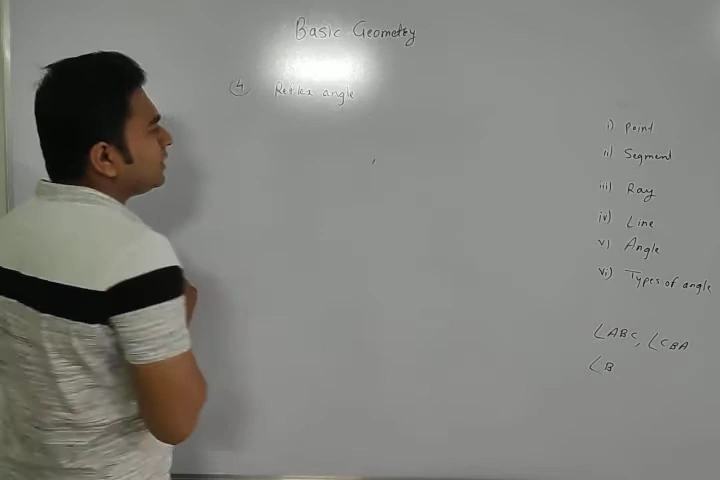 Basic Geometry
4 Reflex angle
i) Point
ii) Segment
iii) Ray
iv) Line
v) Angle
vi) Types of angle
∠ABC, ∠CBA
∠B